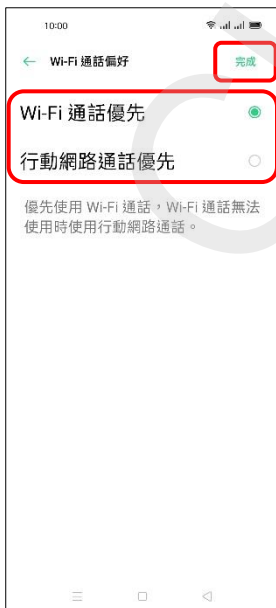 10:00
Wi-Fi 通話偏好
完成
Wi-Fi 通話優先
行動網路通話優先
優先使用 Wi-Fi 通話，Wi-Fi 通話無法
使用時使用行動網路通話。